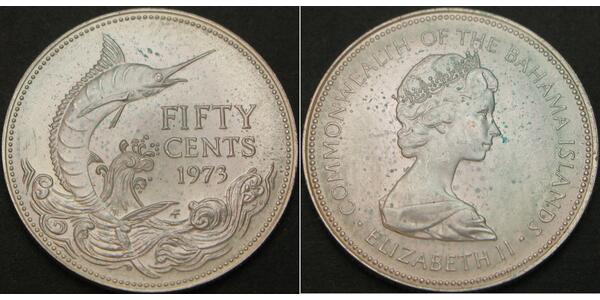 FIFTY
CENTS
1973
COMMONWEALTH OF THE BAHAMA ISLANDS
· ELIZABETH II ·